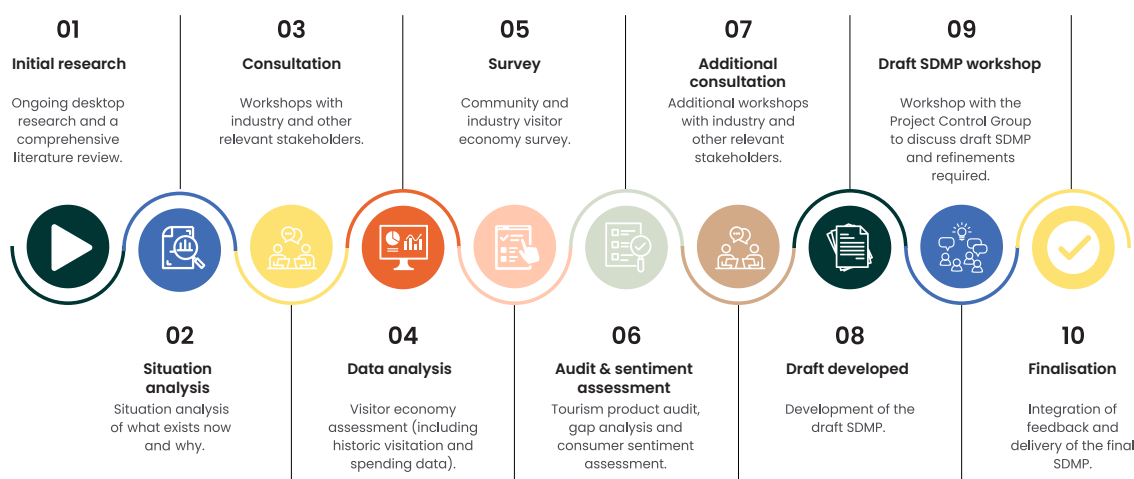 01
Initial research
Ongoing desktop
research and a
comprehensive
literature review.
02
Situation
analysis
Situation analysis
of what exists now
and why.
03
Consultation
Workshops with
industry and other
relevant stakeholders.
04
Data analysis
Visitor economy
assessment (including
historic visitation and
spending data).
05
Survey
Community and
industry visitor
economy survey.
06
Audit & sentiment
assessment
Tourism product audit,
gap analysis and
consumer sentiment
assessment.
07
Additional
consultation
Additional workshops
with industry and
other relevant
stakeholders.
08
Draft developed
Development of the
draft SDMP.
09
Draft SDMP workshop
Workshop with the
Project Control Group
to discuss draft SDMP
and refinements
required.
10
Finalisation
Integration of
feedback and
delivery of the final
SDMP.